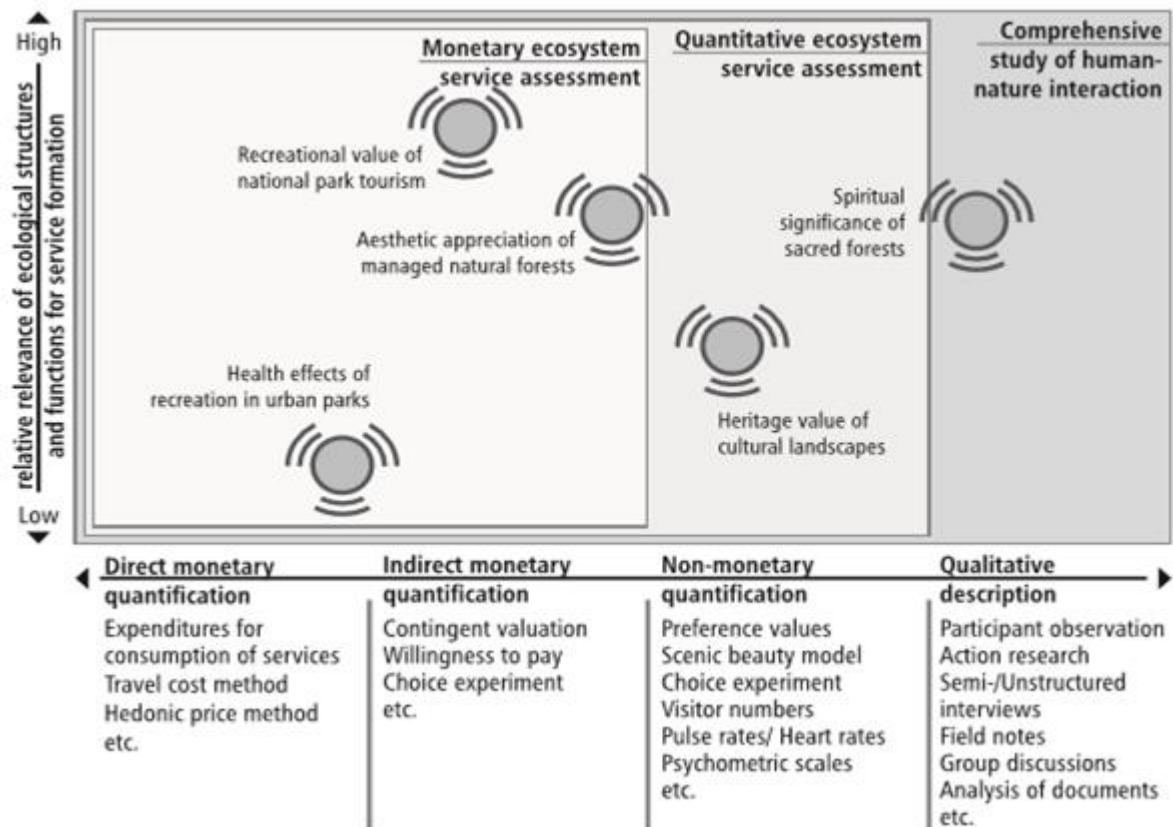 High
relative relevance of ecological structures
and functions for service formation
Low
Monetary ecosystem
service assessment
Quantitative ecosystem
service assessment
Comprehensive
study of human-
nature interaction
Recreational value of
national park tourism
Aesthetic appreciation of
managed natural forests
Spiritual
significance of
sacred forests
Health effects of
recreation in urban parks
Heritage value of
cultural landscapes
Direct monetary
quantification
Expenditures for
consumption of services
Travel cost method
Hedonic price method
etc.
Indirect monetary
quantification
Contingent valuation
Willingness to pay
Choice experiment
etc.
Non-monetary
quantification
Preference values
Scenic beauty model
Choice experiment
Visitor numbers
Pulse rates/ Heart rates
Psychometric scales
etc.
Qualitative
description
Participant observation
Action research
Semi-/Unstructured
interviews
Field notes
Group discussions
Analysis of documents
etc.